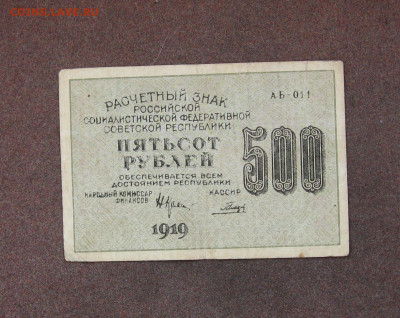 РАСЧЕТНЫЙ ЗНАК
РОССИЙСКОЙ
СОЦИАЛИСТИЧЕСКОЙ ФЕДЕРАТИВНОЙ
СОВЕТСКОЙ РЕСПУБЛИКИ
АБ-011
ПЯТЬСОТ
РУБЛЕЙ
500
ОБЕСПЕЧИВАЕТСЯ ВСЕМ
ДОСТОЯНИЕМ РЕСПУБЛИКИ
НАРОДНЫЙ КОМИССАР
ФИНАНСОВ
КАССИР
1919